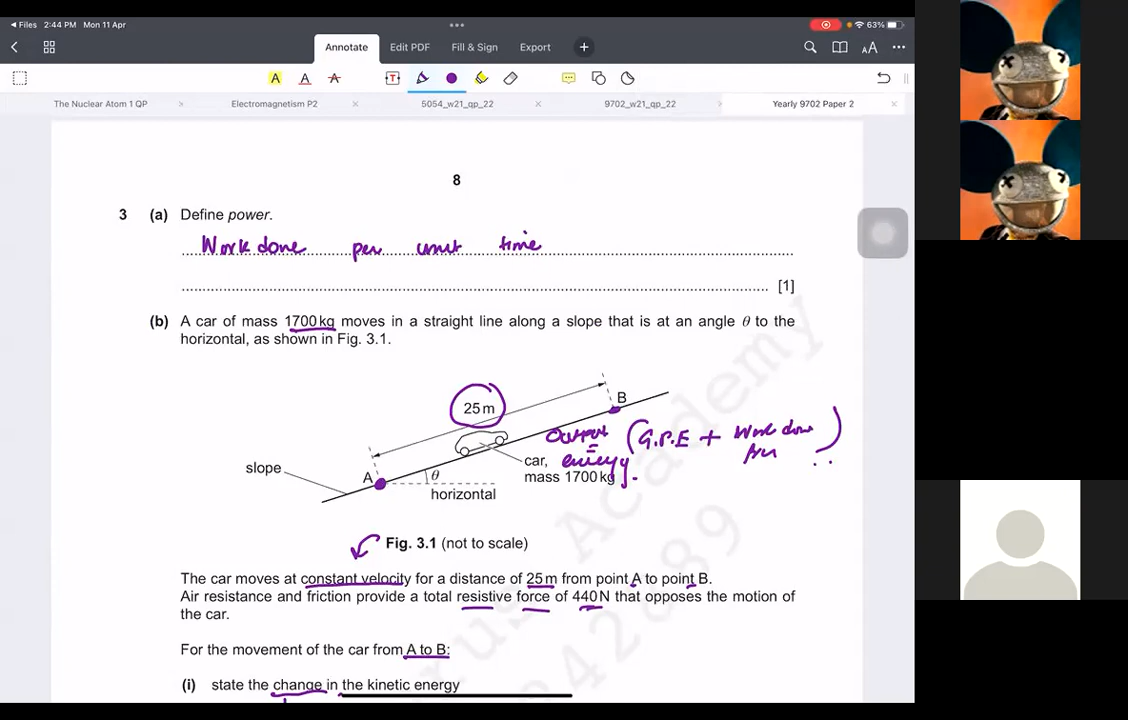 Files 2:44 PM Mon 11 Apr
63%
Annotate Edit PDF Fill & Sign Export
The Nuclear Atom 1 QP Electromagnetism P2 5054_w21_qp_22 9702_w21_qp_22 Yearly 9702 Paper 2
8
3 (a) Define power.
Work done per unit time
[1]
(b) A car of mass 1700 kg moves in a straight line along a slope that is at an angle θ to the
horizontal, as shown in Fig. 3.1.
25 m
B
Output = energy. (G.P.E + Work done
car,
mass 1700 kg
slope
A
θ
horizontal
Fig. 3.1 (not to scale)
The car moves at constant velocity for a distance of 25 m from point A to point B.
Air resistance and friction provide a total resistive force of 440 N that opposes the motion of
the car.
For the movement of the car from A to B:
(i) state the change in the kinetic energy